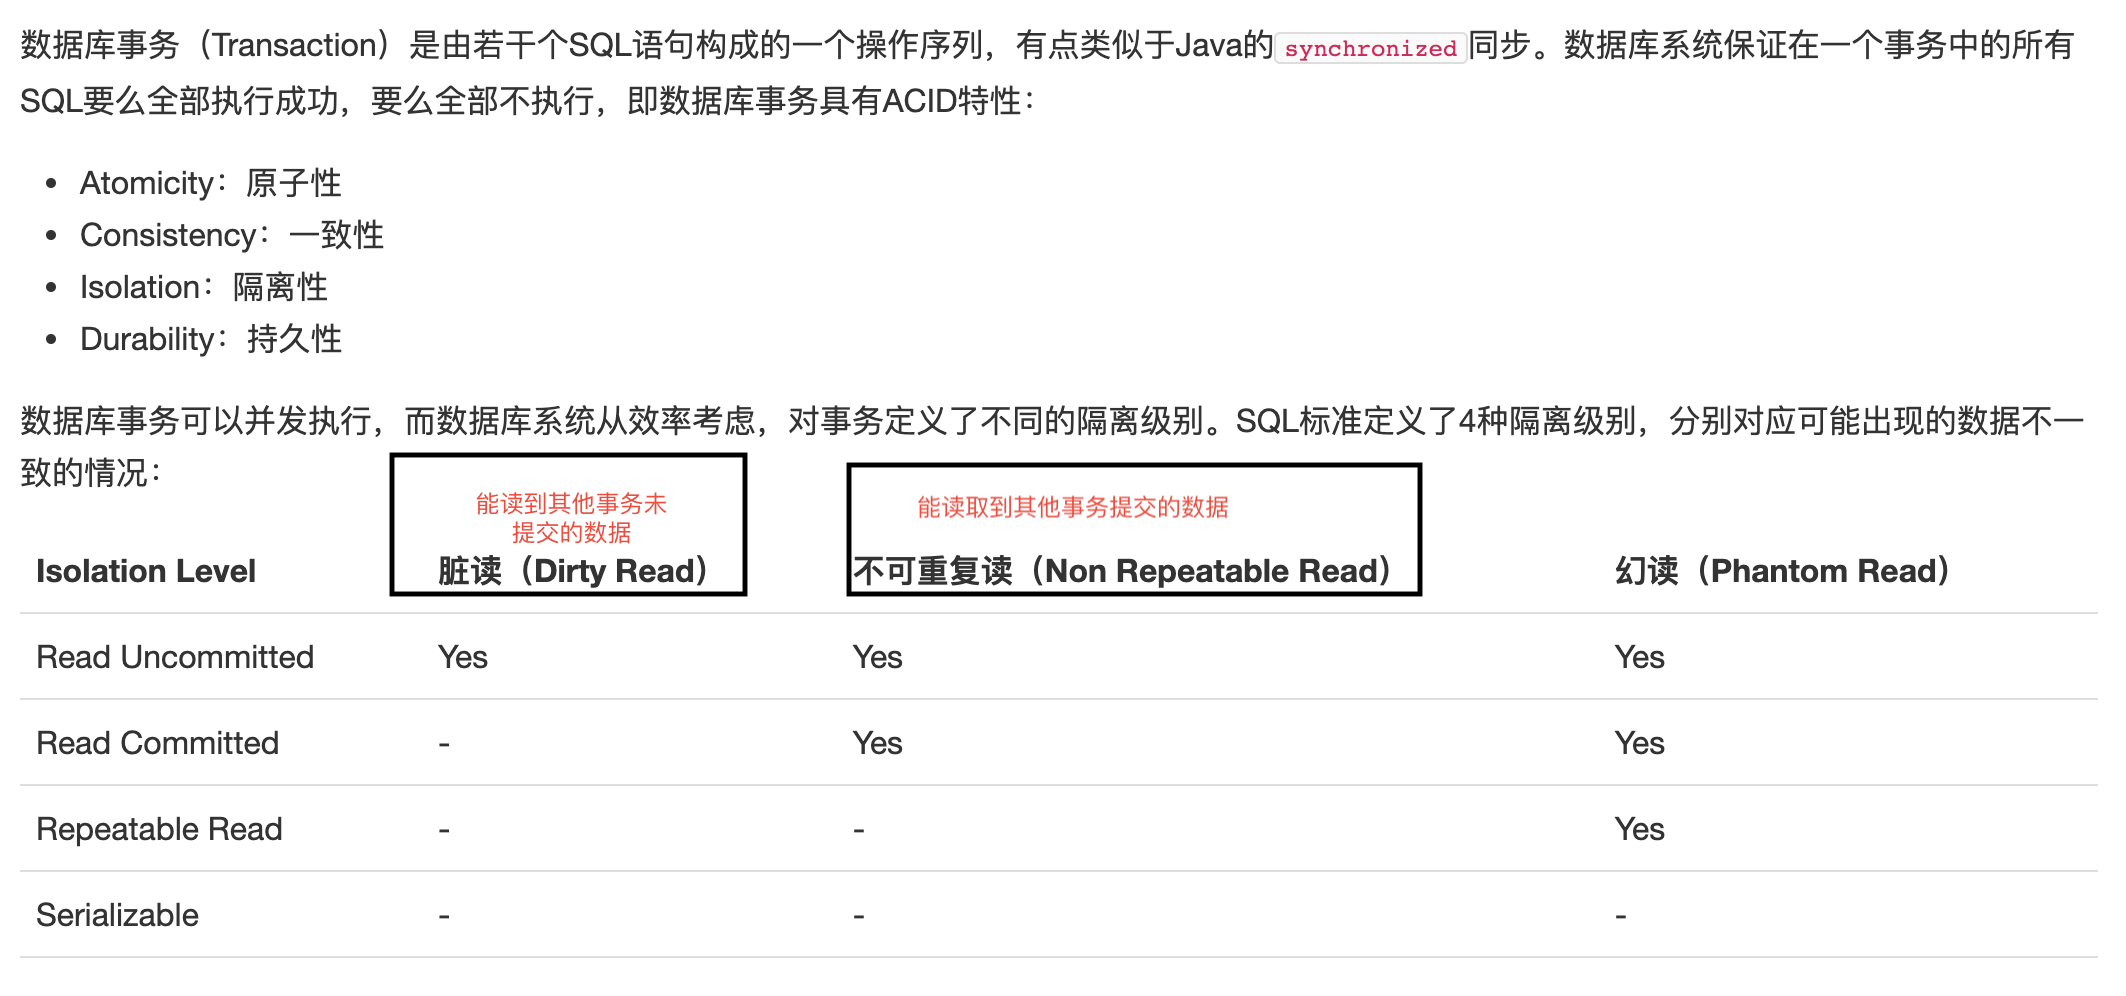 数据库事务（Transaction）是由若干个SQL语句构成的一个操作序列，有点类似于Java的synchronized同步。数据库系统保证在一个事务中的所有
SQL要么全部执行成功，要么全部不执行，即数据库事务具有ACID特性：
• Atomicity：原子性
• Consistency：一致性
• Isolation：隔离性
• Durability：持久性
数据库事务可以并发执行，而数据库系统从效率考虑，对事务定义了不同的隔离级别。SQL标准定义了4种隔离级别，分别对应可能出现的数据不一
致的情况：
能读到其他事务未
提交的数据
能读取到其他事务提交的数据
Isolation Level 脏读（Dirty Read） 不可重复读（Non Repeatable Read） 幻读（Phantom Read）
Read Uncommitted Yes Yes Yes
Read Committed - Yes Yes
Repeatable Read - - Yes
Serializable - - -